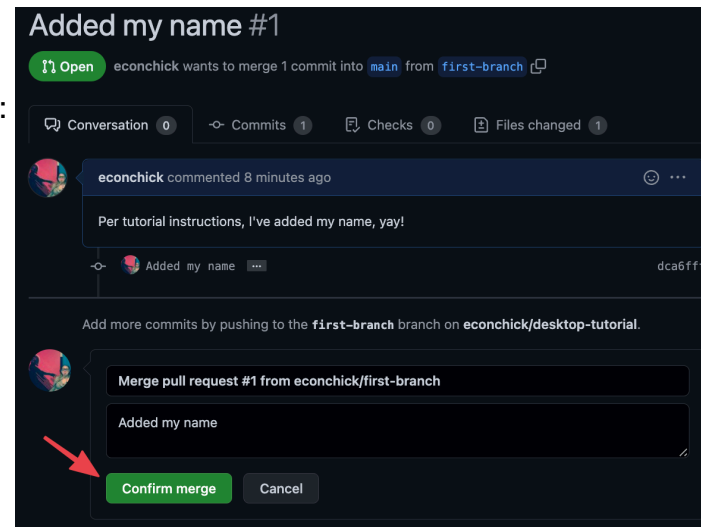 Added my name #1
Open econchick wants to merge 1 commit into main from first-branch
:
Conversation 0 Commits 1 Checks 0 Files changed 1
econchick commented 8 minutes ago
Per tutorial instructions, I've added my name, yay!
Added my name dca6fff
Add more commits by pushing to the first-branch branch on econchick/desktop-tutorial.
Merge pull request #1 from econchick/first-branch
Added my name
Confirm merge Cancel